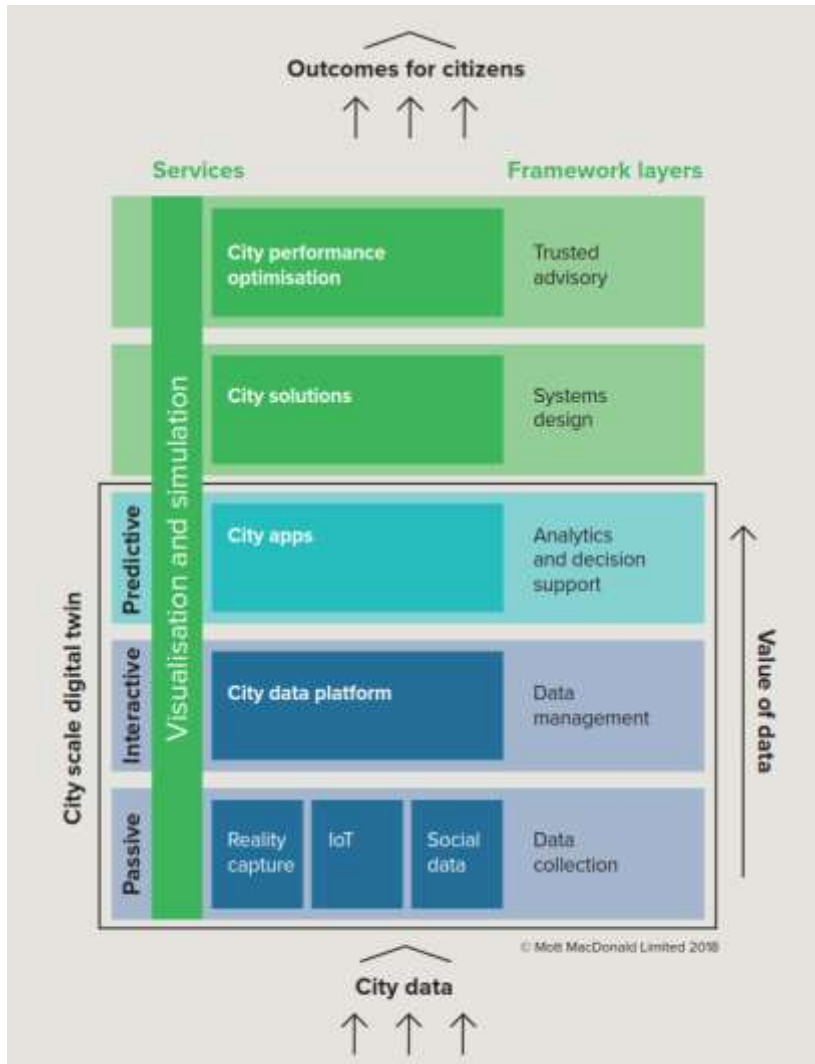 Outcomes for citizens
Services
Framework layers
City performance
optimisation
Trusted
advisory
City solutions
Systems
design
Visualisation and simulation
City scale digital twin
Predictive
City apps
Analytics
and decision
support
Interactive
City data platform
Data
management
Value of data
Passive
Reality
capture
IoT
Social
data
Data
collection
© Mott MacDonald Limited 2018
City data